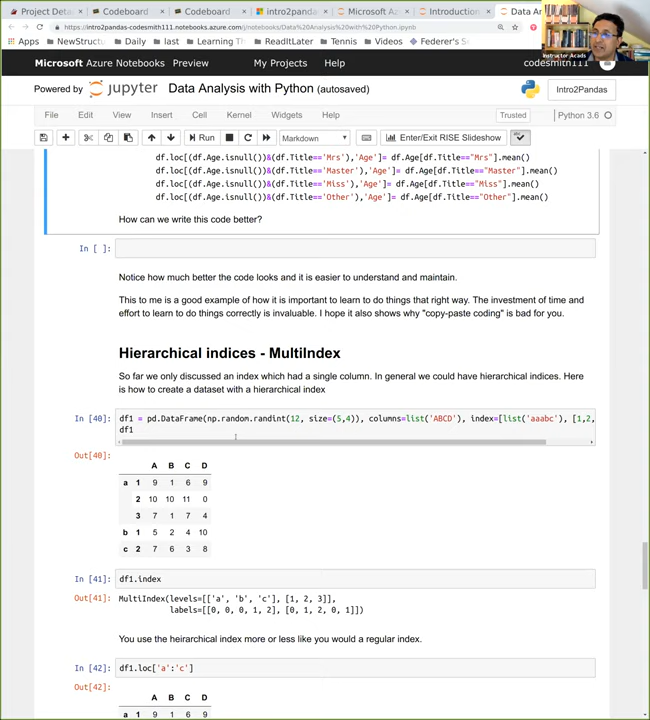 Project Deta
Codeboard
Codeboard
intro2pandas
Microsoft Az
Introduction
Data An
https://intro2pandas-codesmith111.notebooks.azure.com/j/notebooks/Data%20Analysis%20with%20Python.ipynb
Apps
NewStructu
Daily
last
Learning Th
ReadItLater
Tennis
Videos
Federer's S
Instructor Acads
Microsoft Azure Notebooks
Preview
My Projects
Help
codesmith111
Powered by
jupyter
Data Analysis with Python (autosaved)
Intro2Pandas
File
Edit
View
Insert
Cell
Kernel
Widgets
Help
Trusted
Python 3.6
Run
Markdown
Enter/Exit RISE Slideshow
df.loc[(df.Age.isnull())&(df.Title=='Mrs'),'Age']= df.Age[df.Title=="Mrs"].mean()
df.loc[(df.Age.isnull())&(df.Title=='Master'),'Age']= df.Age[df.Title=="Master"].mean()
df.loc[(df.Age.isnull())&(df.Title=='Miss'),'Age']= df.Age[df.Title=="Miss"].mean()
df.loc[(df.Age.isnull())&(df.Title=='Other'),'Age']= df.Age[df.Title=="Other"].mean()
How can we write this code better?
In [ ]:
Notice how much better the code looks and it is easier to understand and maintain.
This to me is a good example of how it is important to learn to do things that right way. The investment of time and
effort to learn to do things correctly is invaluable. I hope it also shows why "copy-paste coding" is bad for you.
Hierarchical indices - MultiIndex
So far we only discussed an index which had a single column. In general we could have hierarchical indices. Here
is how to create a dataset with a hierarchical index
In [40]:
df1 = pd.DataFrame(np.random.randint(12, size=(5,4)), columns=list('ABCD'), index=[list('aaabc'), [1,2,
df1
Out[40]:
A B C D
a 1 9 1 6 9
2 10 10 11 0
3 7 1 7 4
b 1 5 2 4 10
c 2 7 6 3 8
In [41]:
df1.index
Out[41]:
MultiIndex(levels=[['a', 'b', 'c'], [1, 2, 3]],
labels=[[0, 0, 0, 1, 2], [0, 1, 2, 0, 1]])
You use the heirarchical index more or less like you would a regular index.
In [42]:
df1.loc['a':'c']
Out[42]:
A B C D
a 1 9 1 6 9